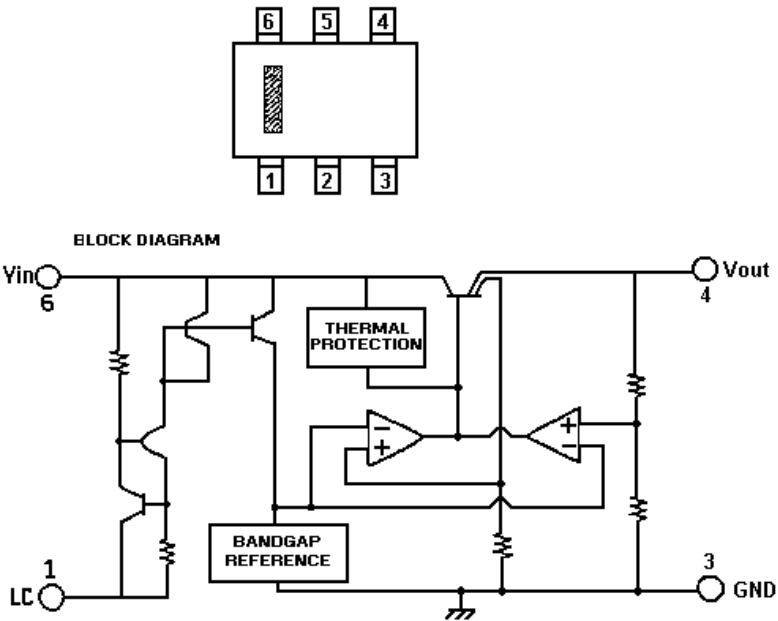 6 5 4
1 2 3
BLOCK DIAGRAM
Yin
6
Vout
4
THERMAL
PROTECTION
−
+
+
−
BANDGAP
REFERENCE
1
LC
3
GND